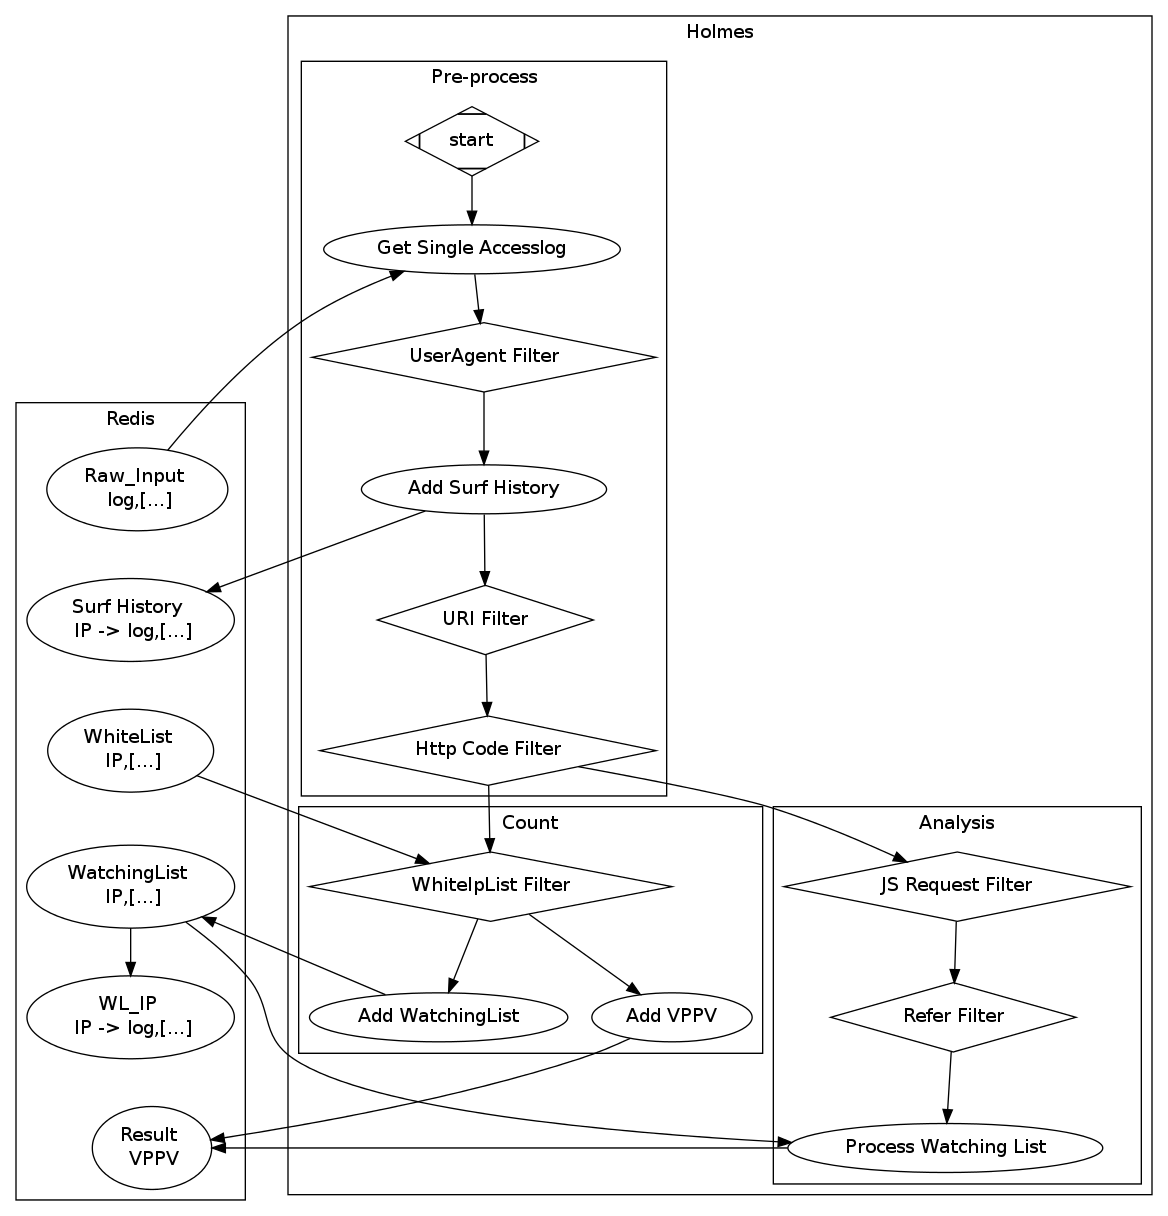 Holmes
Pre-process
start
Get Single Accesslog
UserAgent Filter
Redis
Raw_Input
log,[...]
Add Surf History
Surf History
IP -> log,[...]
URI Filter
WhiteList
IP,[...]
Http Code Filter
Count
Analysis
WatchingList
IP,[...]
WhiteIpList Filter
JS Request Filter
WL_IP
IP -> log,[...]
Add WatchingList
Add VPPV
Refer Filter
Result
VPPV
Process Watching List